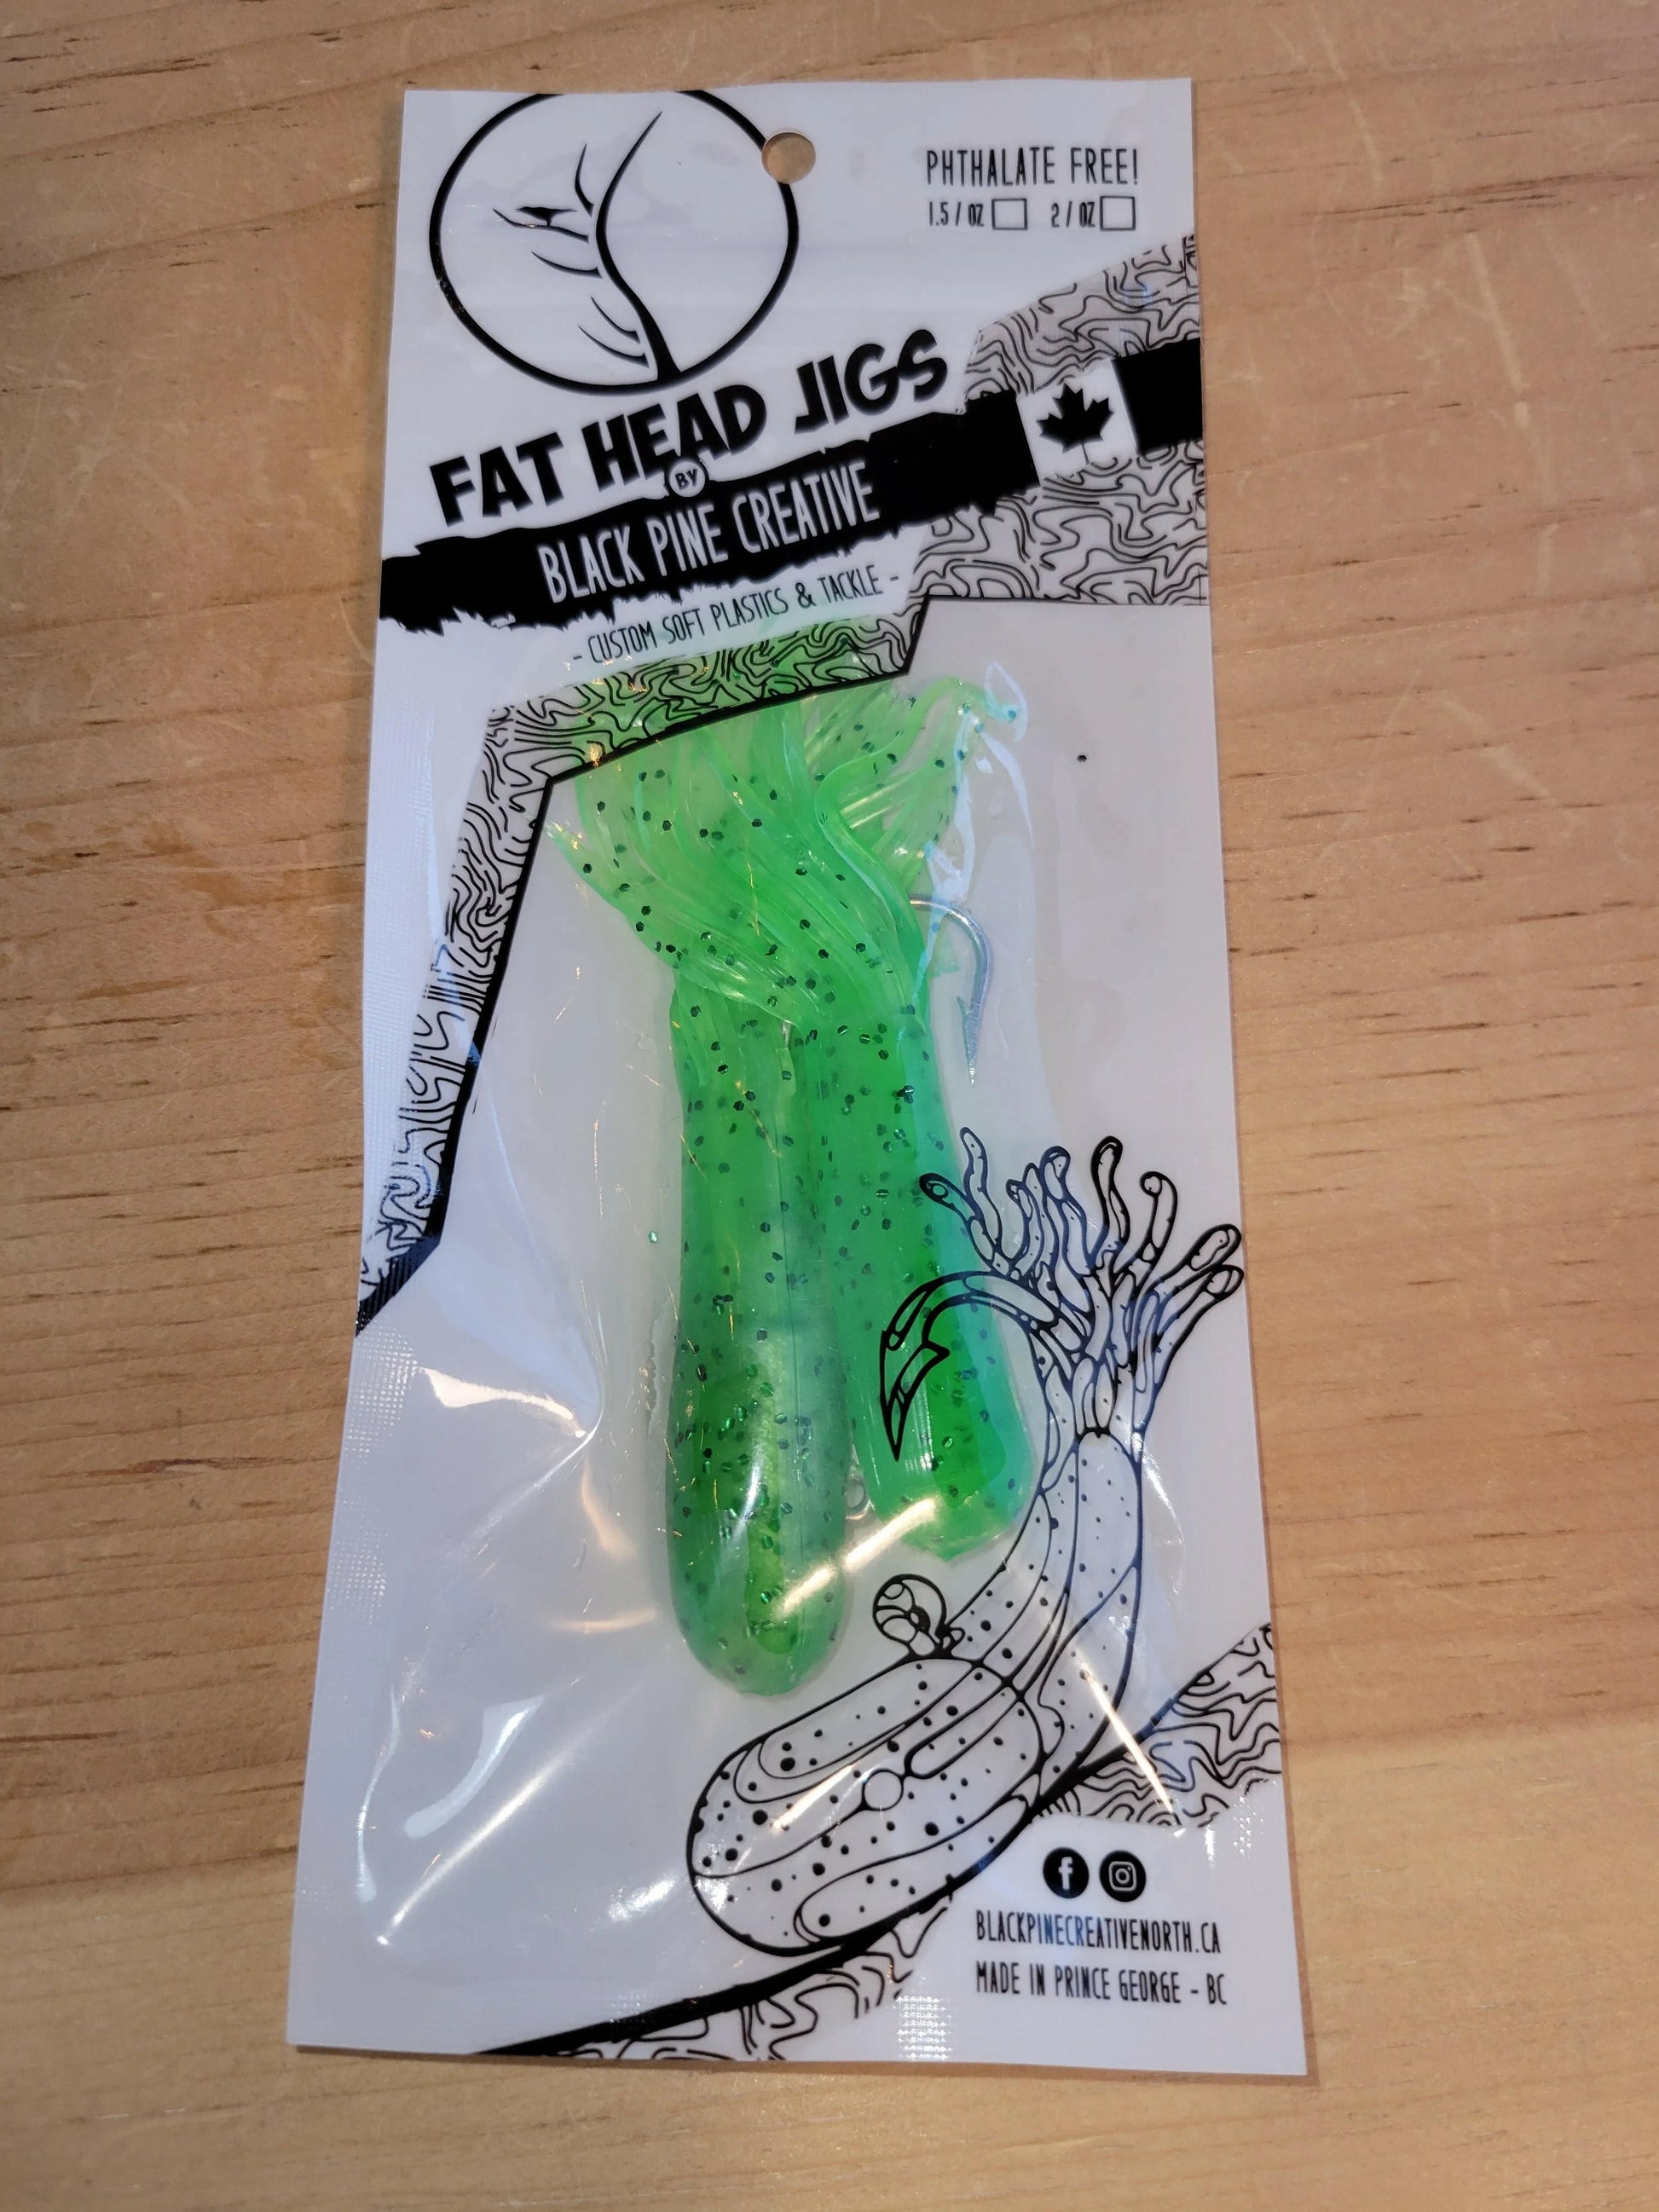 PHTHALATE FREE!
1.5/OZ 2/OZ
FAT HEAD JIGS
BY
BLACK PINE CREATIVE
- CUSTOM SOFT PLASTICS & TACKLE -
BLACKPINECREATIVENORTH.CA
MADE IN PRINCE GEORGE - BC